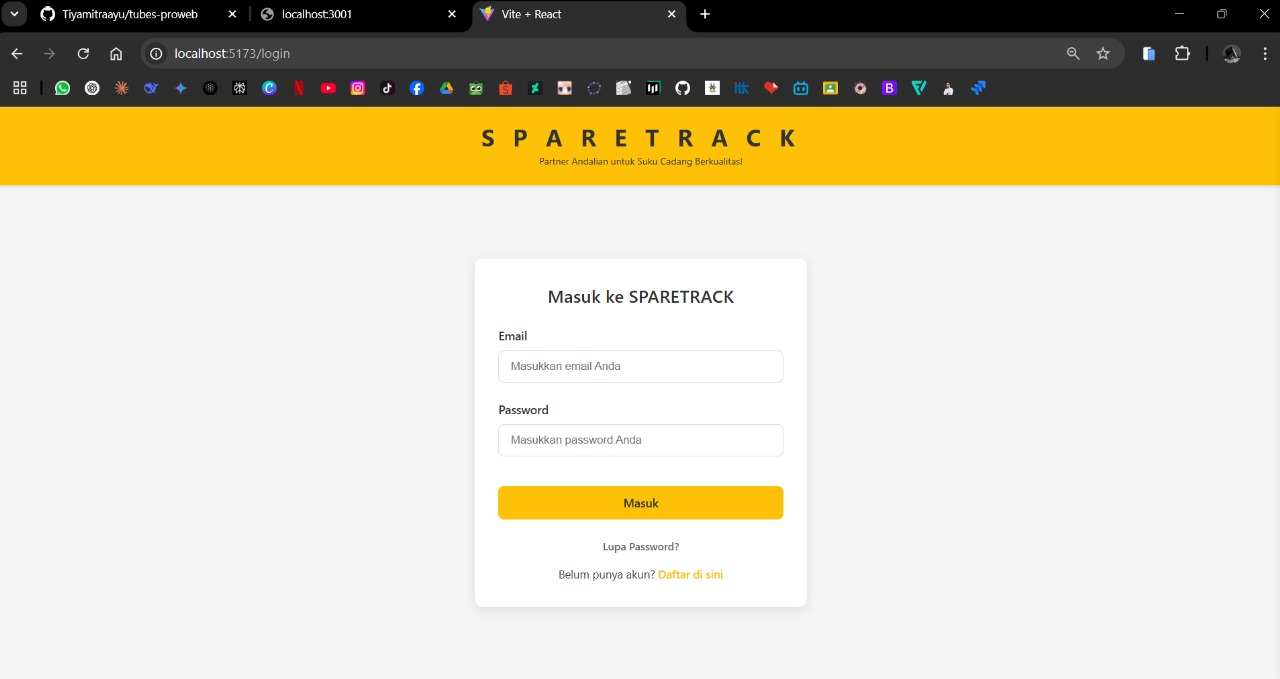 Tiyamitraayu/tubes-proweb
localhost:3001
Vite + React
localhost:5173/login
itk
SPARETRACK
Partner Andalian untuk Suku Cadang Berkualitas!
Masuk ke SPARETRACK
Email
Masukkan email Anda
Password
Masukkan password Anda
Masuk
Lupa Password?
Belum punya akun? Daftar di sini